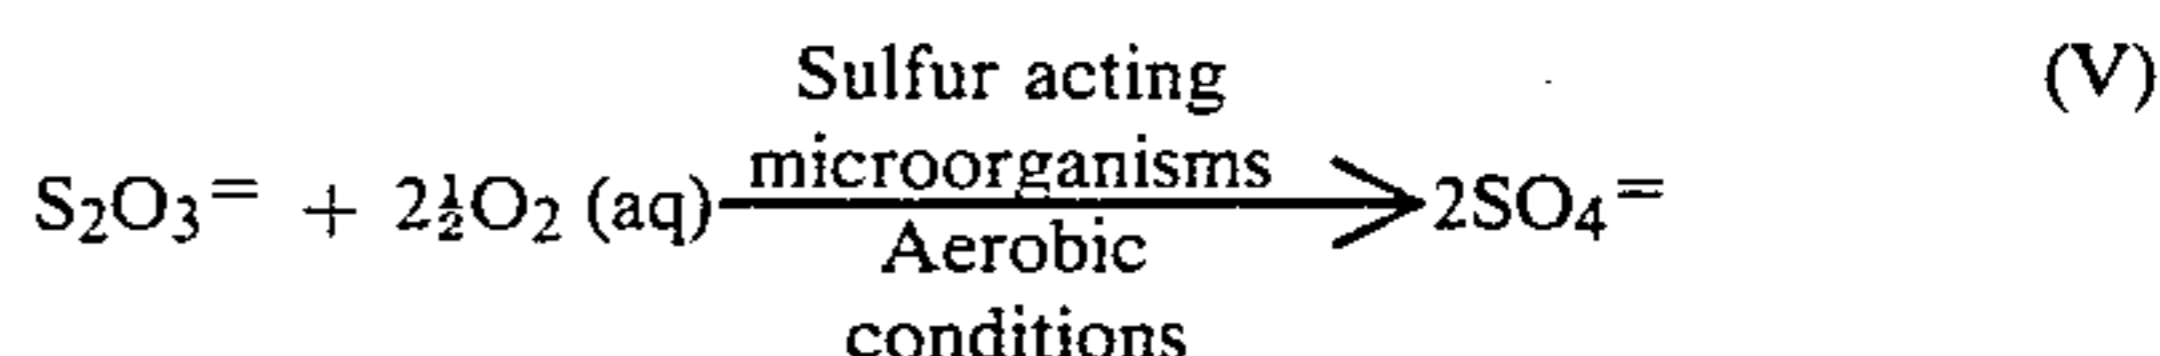 Sulfur acting (V)
microorganisms
S₂O₃⁼ + 2½O₂ (aq) → 2SO₄⁼
Aerobic
conditions